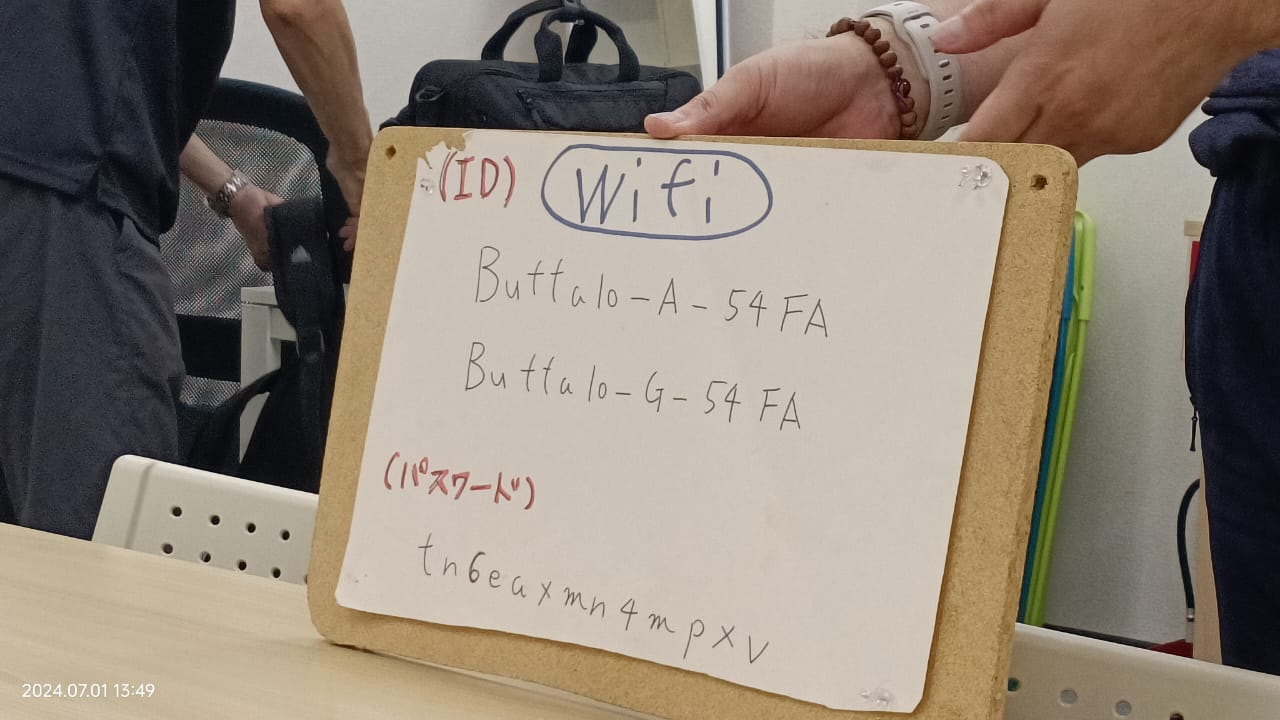 (ID) Wifi
Buffalo-A-54FA
Buffalo-G-54FA
(パスワード)
tn6eaxmn4mpxv
2024.07.01 13:49